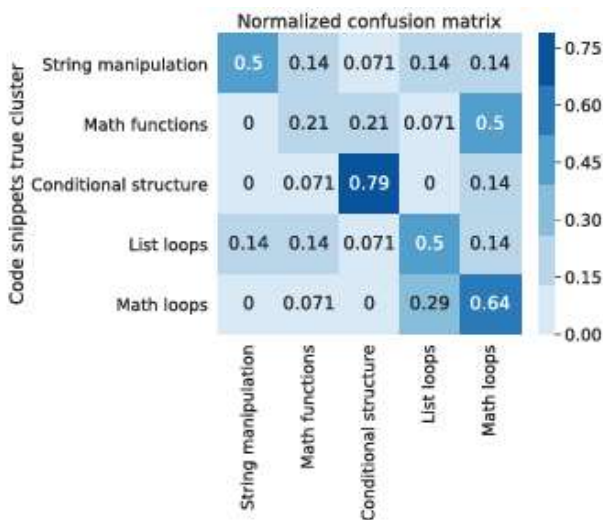 Normalized confusion matrix
Code snippets true cluster
String manipulation 0.5 0.14 0.071 0.14 0.14
Math functions 0 0.21 0.21 0.071 0.5
Conditional structure 0 0.071 0.79 0 0.14
List loops 0.14 0.14 0.071 0.5 0.14
Math loops 0 0.071 0 0.29 0.64
String manipulation
Math functions
Conditional structure
List loops
Math loops
0.75
0.60
0.45
0.30
0.15
0.00